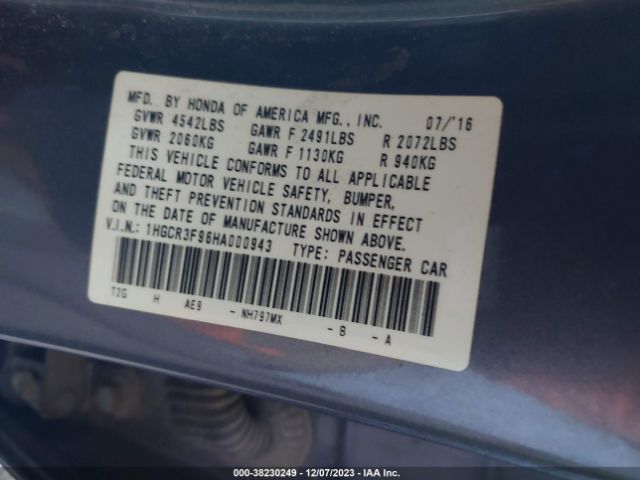 MFD. BY HONDA OF AMERICA MFG., INC. 07/'16
GVWR 4542LBS GAWR F 2491LBS R 2072LBS
GVWR 2060KG GAWR F 1130KG R 940KG
THIS VEHICLE CONFORMS TO ALL APPLICABLE
FEDERAL MOTOR VEHICLE SAFETY, BUMPER,
AND THEFT PREVENTION STANDARDS IN EFFECT
ON THE DATE OF MANUFACTURE SHOWN ABOVE.
V.I.N.: 1HGCR3F96HA000943 TYPE: PASSENGER CAR
T2G H AE9 - NH797MX - B - A
000-38230249 - 12/07/2023 - IAA Inc.